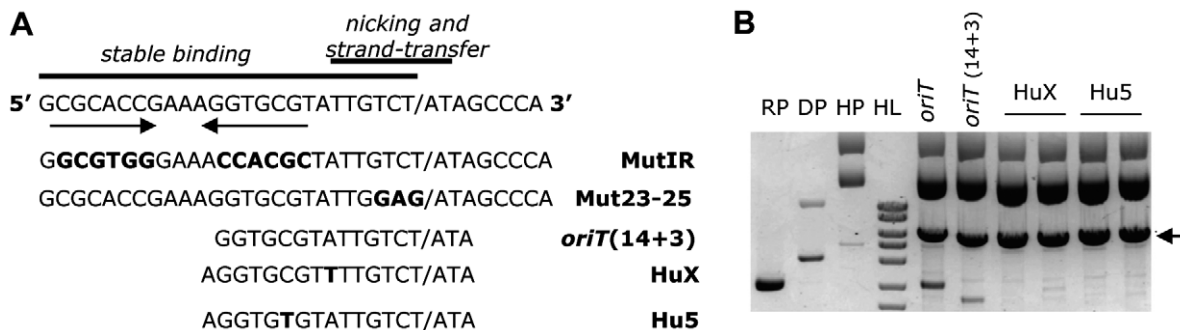 A
nicking and
strand-transfer
stable binding
5’ GCGCACCGAAAGGTGCGTATTGTCT/ATAGCCCA 3’
GGCGTGGGAAACCACGCTATTGTCT/ATAGCCCA MutIR
GCGCACCGAAAGGTGCGTATTGGAG/ATAGCCCA Mut23-25
GGTGCGTATTGTCT/ATA oriT(14+3)
AGGTGCGTTTTGTCT/ATA HuX
AGGTGTGTATTGTCT/ATA Hu5
B
RP DP HP HL oriT oriT (14+3) HuX Hu5